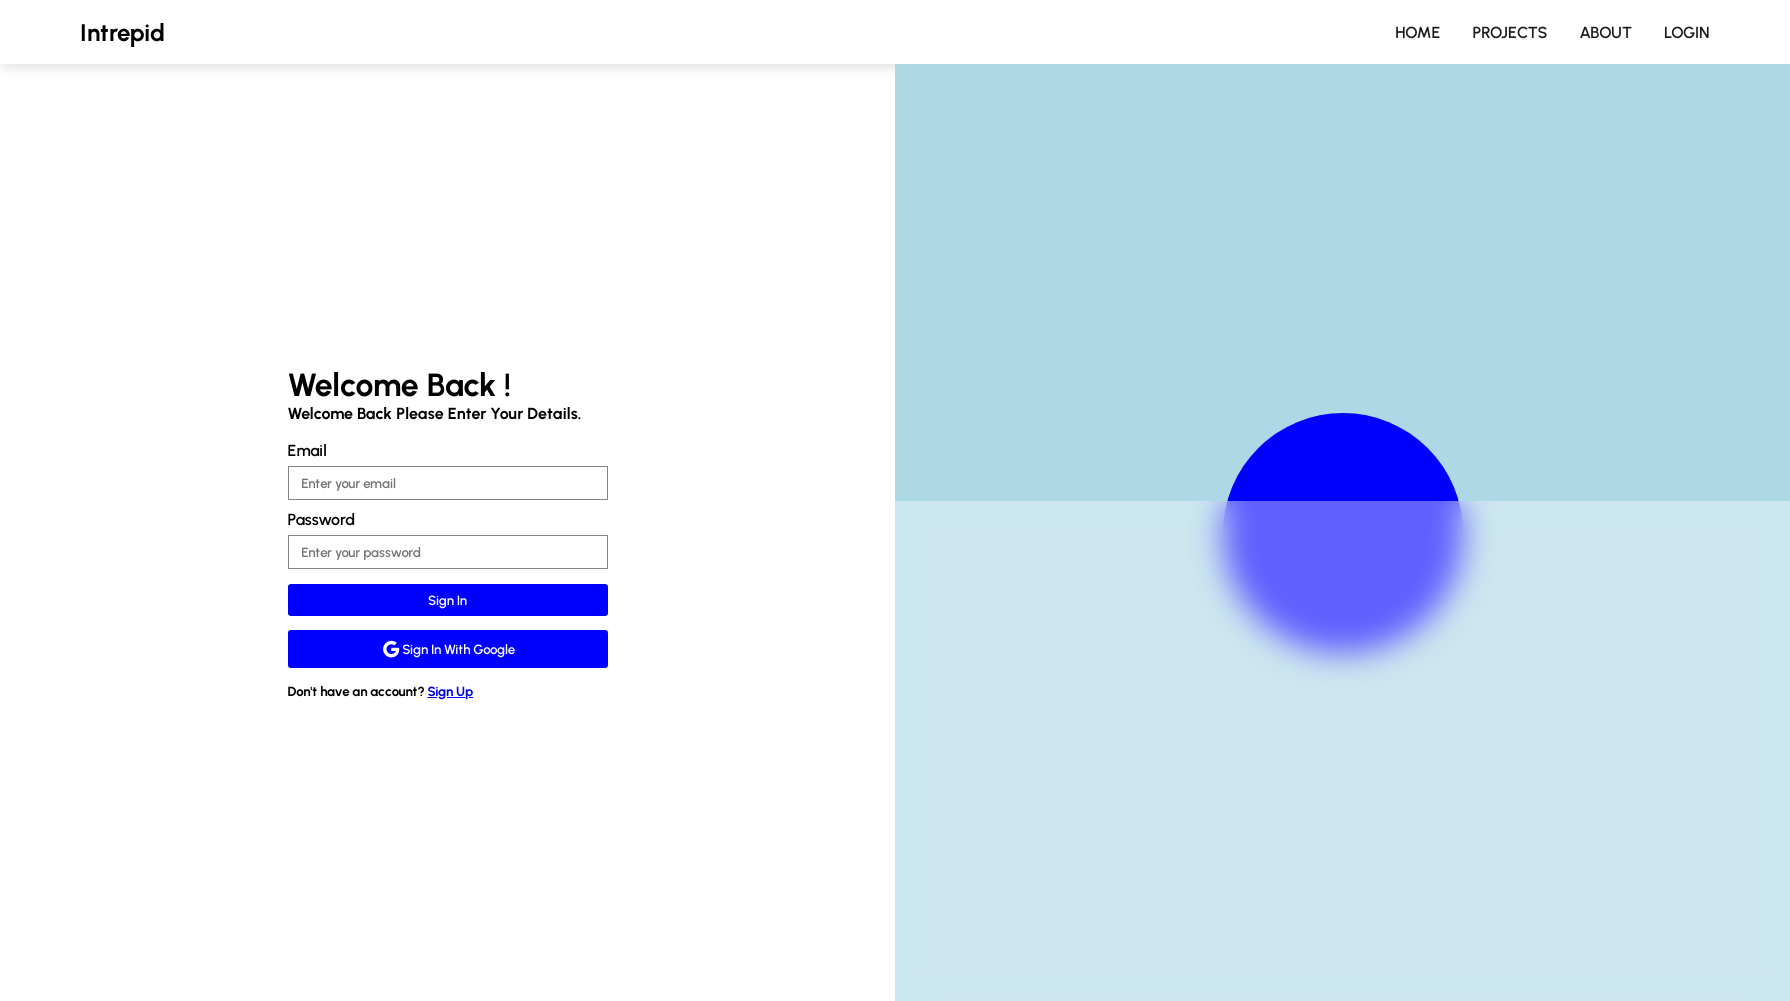 Intrepid
HOME PROJECTS ABOUT LOGIN
Welcome Back !
Welcome Back Please Enter Your Details.
Email
Enter your email
Password
Enter your password
Sign In
Sign In With Google
Don't have an account? Sign Up